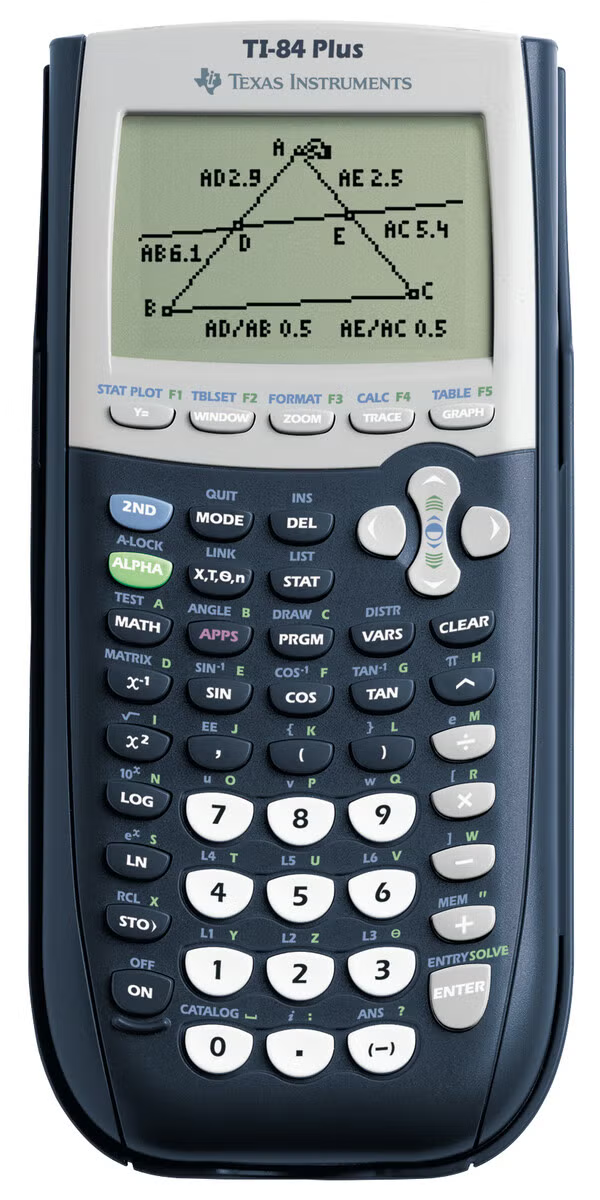 TI-84 Plus
TEXAS INSTRUMENTS
A
AD 2.9 AE 2.5
AB 6.1 D E AC 5.4
B C
AD/AB 0.5 AE/AC 0.5
STAT PLOT F1 TBLSET F2 FORMAT F3 CALC F4 TABLE F5
Y= WINDOW ZOOM TRACE GRAPH
QUIT INS
2ND MODE DEL
A-LOCK LINK LIST
ALPHA X,T,Θ,n STAT
TEST A ANGLE B DRAW C DISTR
MATH APPS PRGM VARS CLEAR
MATRIX D SIN⁻¹ E COS⁻¹ F TAN⁻¹ G π H
x⁻¹ SIN COS TAN ^
√ I EE J { K } L e M
x² , ( ) ÷
10ˣ N u O v P w Q [ R
LOG 7 8 9 ×
eˣ S L4 T L5 U L6 V ] W
LN 4 5 6 −
RCL X L1 Y L2 Z L3 Θ MEM "
STO› 1 2 3 +
OFF CATALOG ⎵ i : ANS ? ENTRY SOLVE
ON 0 . (−) ENTER